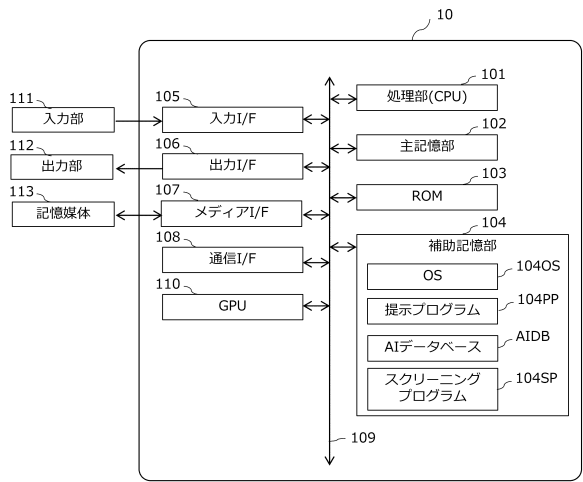 10
101
処理部(CPU)
102
主記憶部
103
ROM
104
補助記憶部
OS
104OS
提示プログラム
104PP
AIデータベース
AIDB
スクリーニング
プログラム
104SP
111
入力部
105
入力I/F
112
出力部
106
出力I/F
113
記憶媒体
107
メディアI/F
108
通信I/F
110
GPU
109